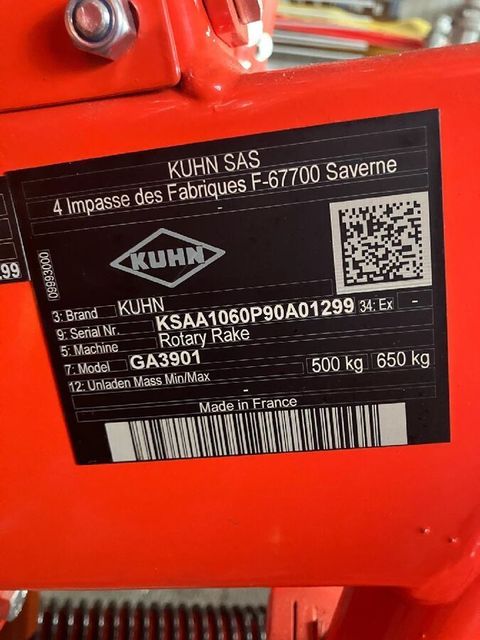 KUHN SAS
4 Impasse des Fabriques F-67700 Saverne
-
KUHN
09993000
.99
3: Brand KUHN
9: Serial Nr. KSAA1060P90A01299 34: Ex -
5: Machine Rotary Rake
7: Model GA3901
12: Unladen Mass Min/Max 500 kg 650 kg
-
Made in France